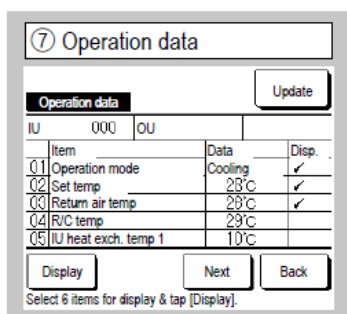 ⑦ Operation data
Update
Operation data
IU 000 OU
Item Data Disp.
01 Operation mode Cooling ✓
02 Set temp 28°C ✓
03 Return air temp 28°C ✓
04 R/C temp 29°C
05 IU heat exch. temp 1 10°C
Display Next Back
Select 6 items for display & tap [Display].